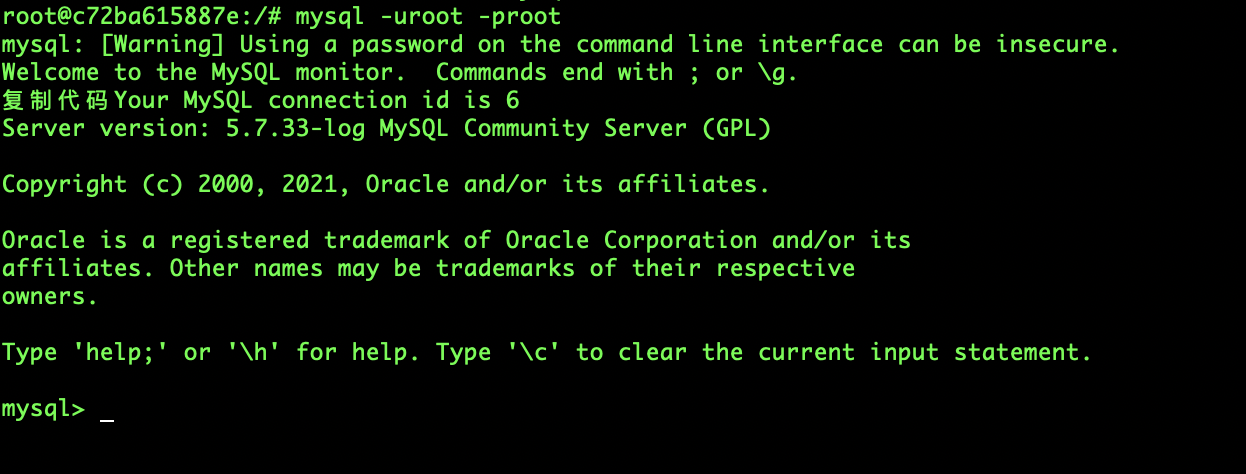 root@c72ba615887e:/# mysql -uroot -proot
mysql: [Warning] Using a password on the command line interface can be insecure.
Welcome to the MySQL monitor.  Commands end with ; or \g.
复制代码Your MySQL connection id is 6
Server version: 5.7.33-log MySQL Community Server (GPL)
Copyright (c) 2000, 2021, Oracle and/or its affiliates.
Oracle is a registered trademark of Oracle Corporation and/or its
affiliates. Other names may be trademarks of their respective
owners.
Type 'help;' or '\h' for help. Type '\c' to clear the current input statement.
mysql> _